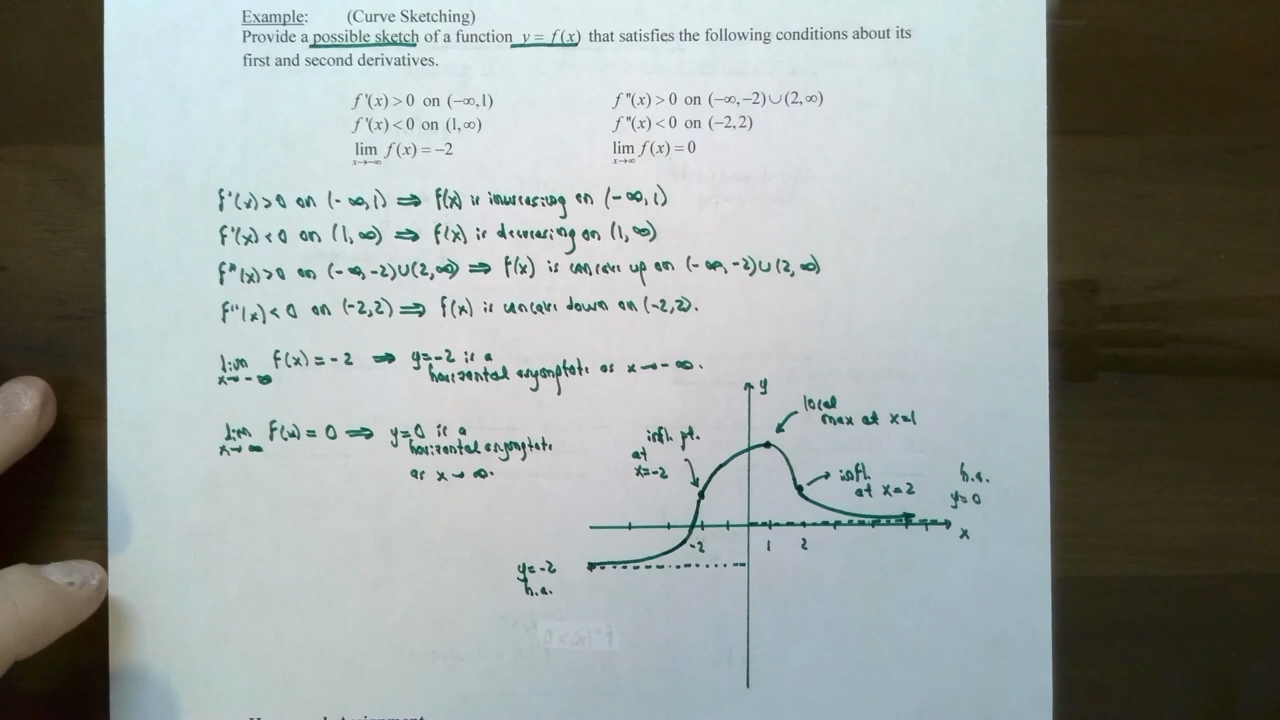 Example: (Curve Sketching)
Provide a possible sketch of a function y = f(x) that satisfies the following conditions about its
first and second derivatives.
f'(x) > 0 on (−∞,1)
f''(x) > 0 on (−∞,−2)∪(2,∞)
f'(x) < 0 on (1,∞)
f''(x) < 0 on (−2,2)
lim f(x) = −2
x→−∞
lim f(x) = 0
x→∞
f'(x)>0 on (-∞,1) ⇒ f(x) is increasing on (-∞,1)
f'(x)<0 on (1,∞) ⇒ f(x) is decreasing on (1,∞)
f"(x)>0 on (-∞,-2)∪(2,∞) ⇒ f(x) is concave up on (-∞,-2)∪(2,∞)
f''(x)<0 on (-2,2) ⇒ f(x) is concave down on (-2,2).
lim f(x) = -2 ⇒ y=-2 is a
x→-∞ horizontal asymptote as x→-∞.
lim f(x) = 0 ⇒ y=0 is a
x→∞ horizontal asymptote
as x→∞.
y
local
max at x=1
infl. pt.
at
x=-2
infl.
at x=2
h.a.
y=0
x
-2 1 2
y=-2
h.a.